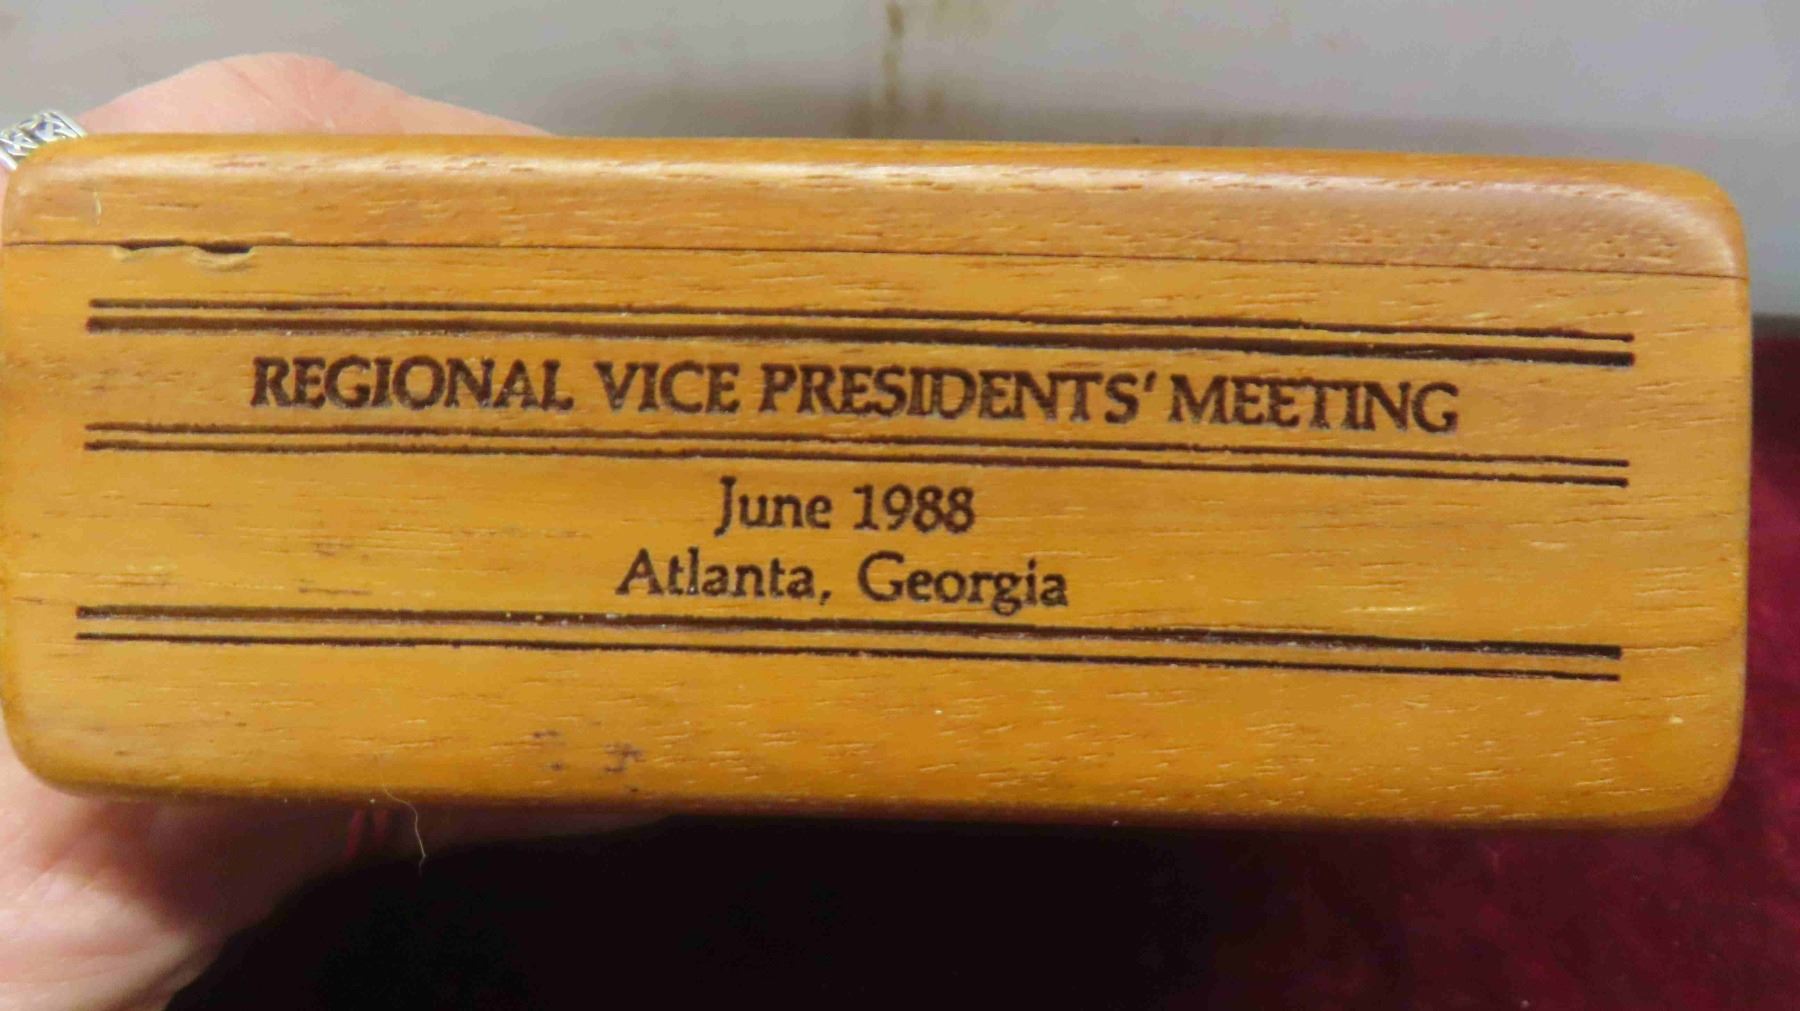 REGIONAL VICE PRESIDENTS' MEETING
June 1988
Atlanta, Georgia